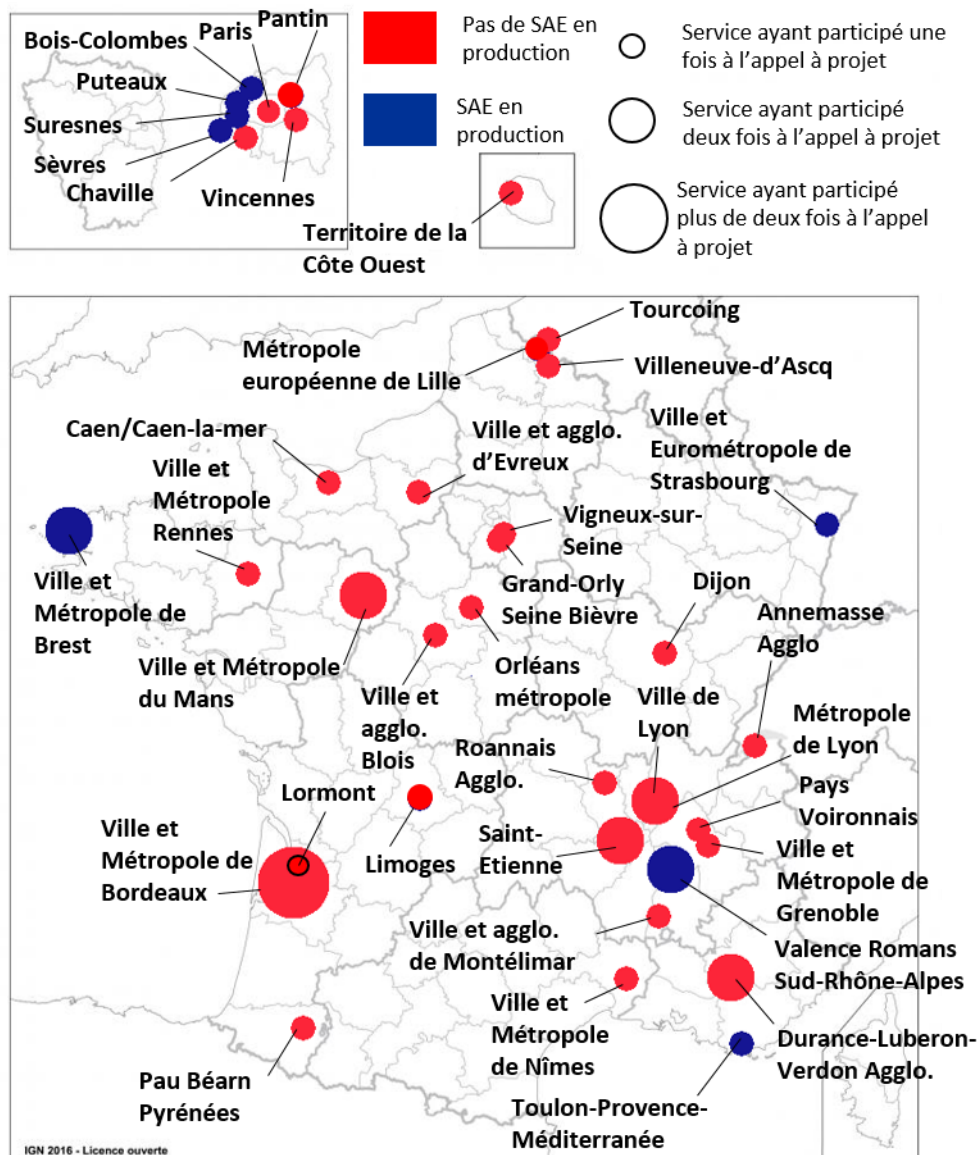 Bois-Colombes
Paris
Pantin
Puteaux
Suresnes
Sèvres
Chaville
Vincennes
Pas de SAE en
production
SAE en
production
Service ayant participé une
fois à l'appel à projet
Service ayant participé
deux fois à l'appel à projet
Service ayant participé
plus de deux fois à l'appel
à projet
Territoire de la
Côte Ouest
Tourcoing
Métropole
européenne de Lille
Villeneuve-d'Ascq
Caen/Caen-la-mer
Ville et agglo.
d'Evreux
Ville et
Eurométropole de
Strasbourg
Ville et
Métropole
Rennes
Vigneux-sur-
Seine
Ville et
Métropole de
Brest
Grand-Orly
Seine Bièvre
Dijon
Annemasse
Agglo
Ville et Métropole
du Mans
Ville et
agglo.
Blois
Orléans
métropole
Ville de
Lyon
Métropole
de Lyon
Roannais
Agglo.
Lormont
Pays
Voironnais
Ville et
Métropole de
Bordeaux
Limoges
Saint-
Etienne
Ville et
Métropole de
Grenoble
Ville et agglo.
de Montélimar
Valence Romans
Sud-Rhône-Alpes
Ville et
Métropole
de Nîmes
Durance-Luberon-
Verdon Agglo.
Pau Béarn
Pyrénées
Toulon-Provence-
Méditerranée
IGN 2016 - Licence ouverte